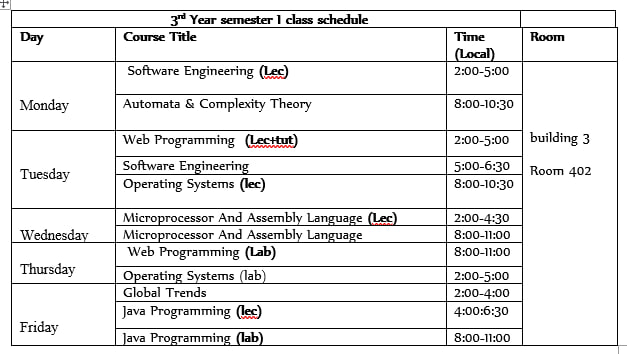 3rd Year semester I class schedule
Day Course Title Time (Local) Room
Monday
Software Engineering (Lec) 2:00-5:00
Automata & Complexity Theory 8:00-10:30
Tuesday
Web Programming (Lec+tut) 2:00-5:00
Software Engineering 5:00-6:30
Operating Systems (lec) 8:00-10:30
Wednesday
Microprocessor And Assembly Language (Lec) 2:00-4:30
Microprocessor And Assembly Language 8:00-11:00
Thursday
Web Programming (Lab) 8:00-11:00
Operating Systems (lab) 2:00-5:00
Friday
Global Trends 2:00-4:00
Java Programming (lec) 4:00:6:30
Java Programming (lab) 8:00-11:00
building 3
Room 402